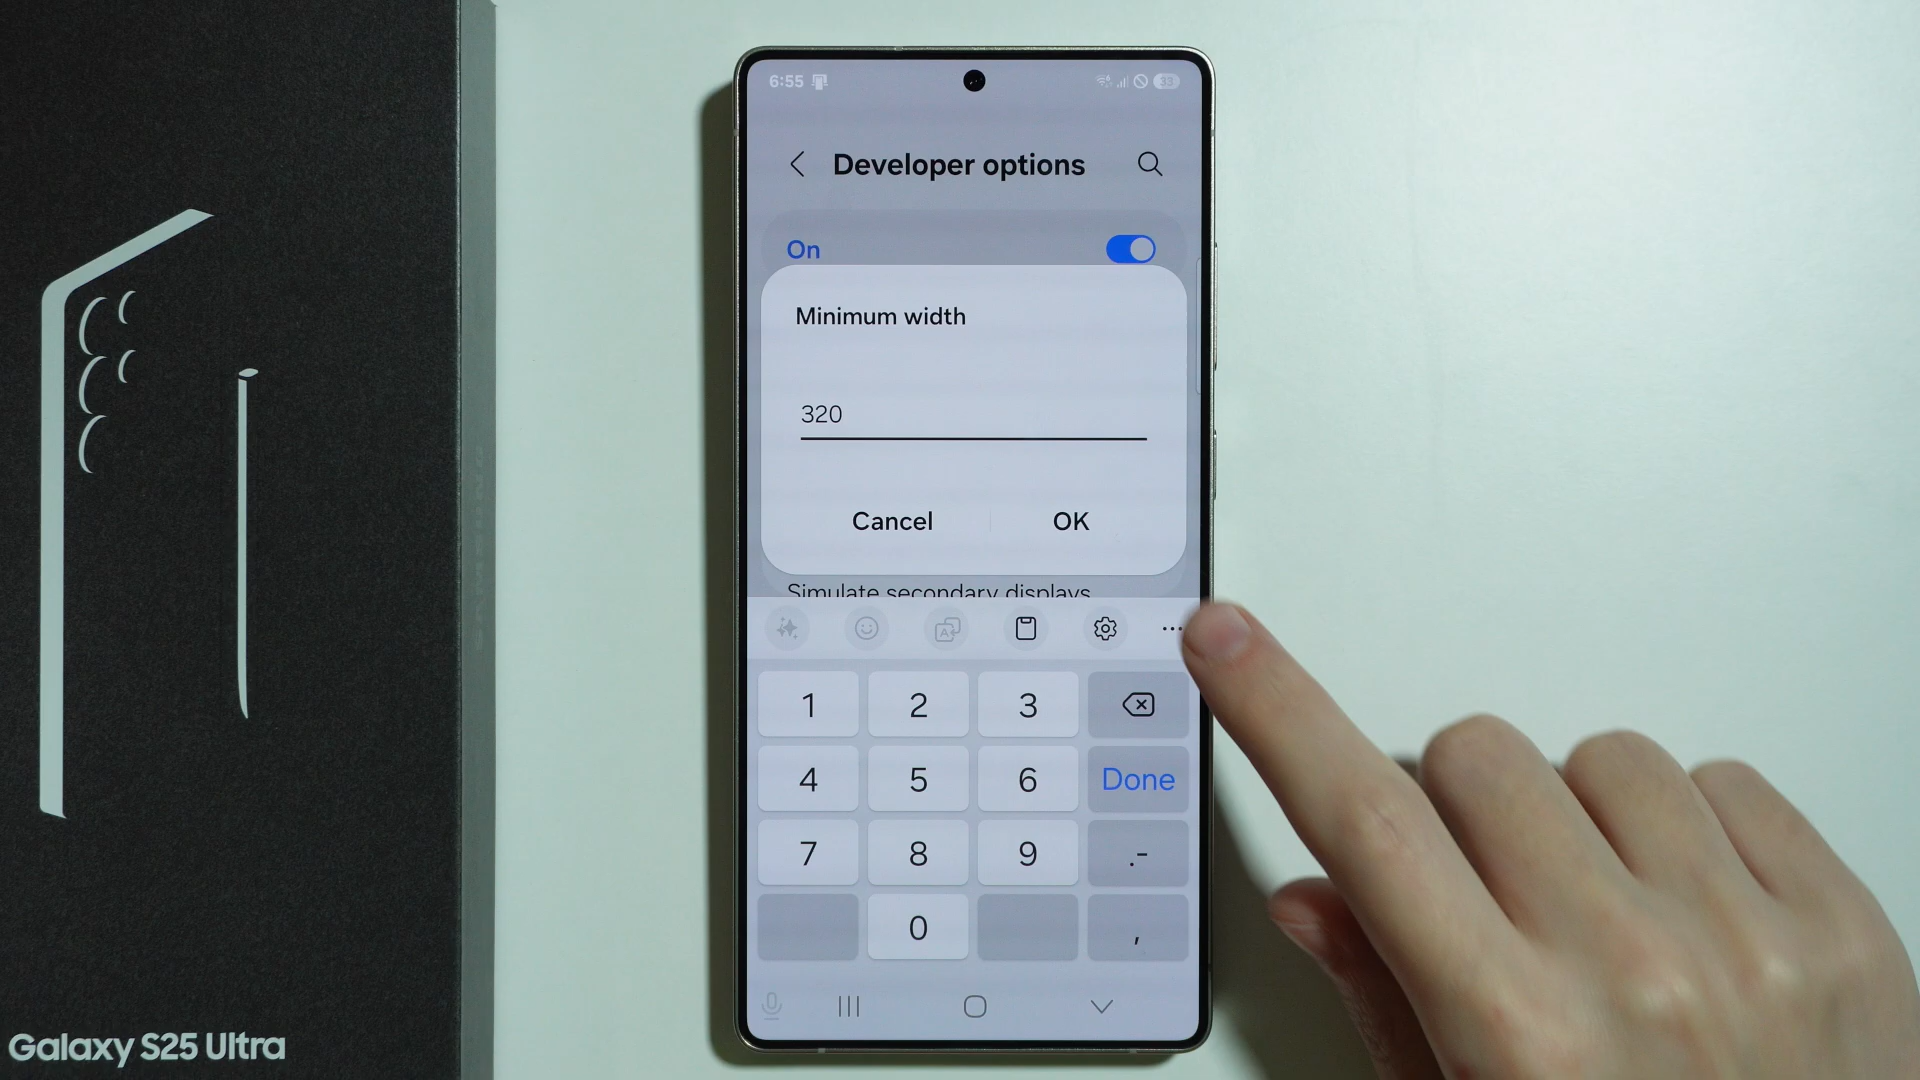 6:55
33
Developer options
On
Minimum width
320
Cancel
OK
Simulate secondary displays
1 2 3
4 5 6 Done
7 8 9 .-
0 ,
Galaxy S25 Ultra